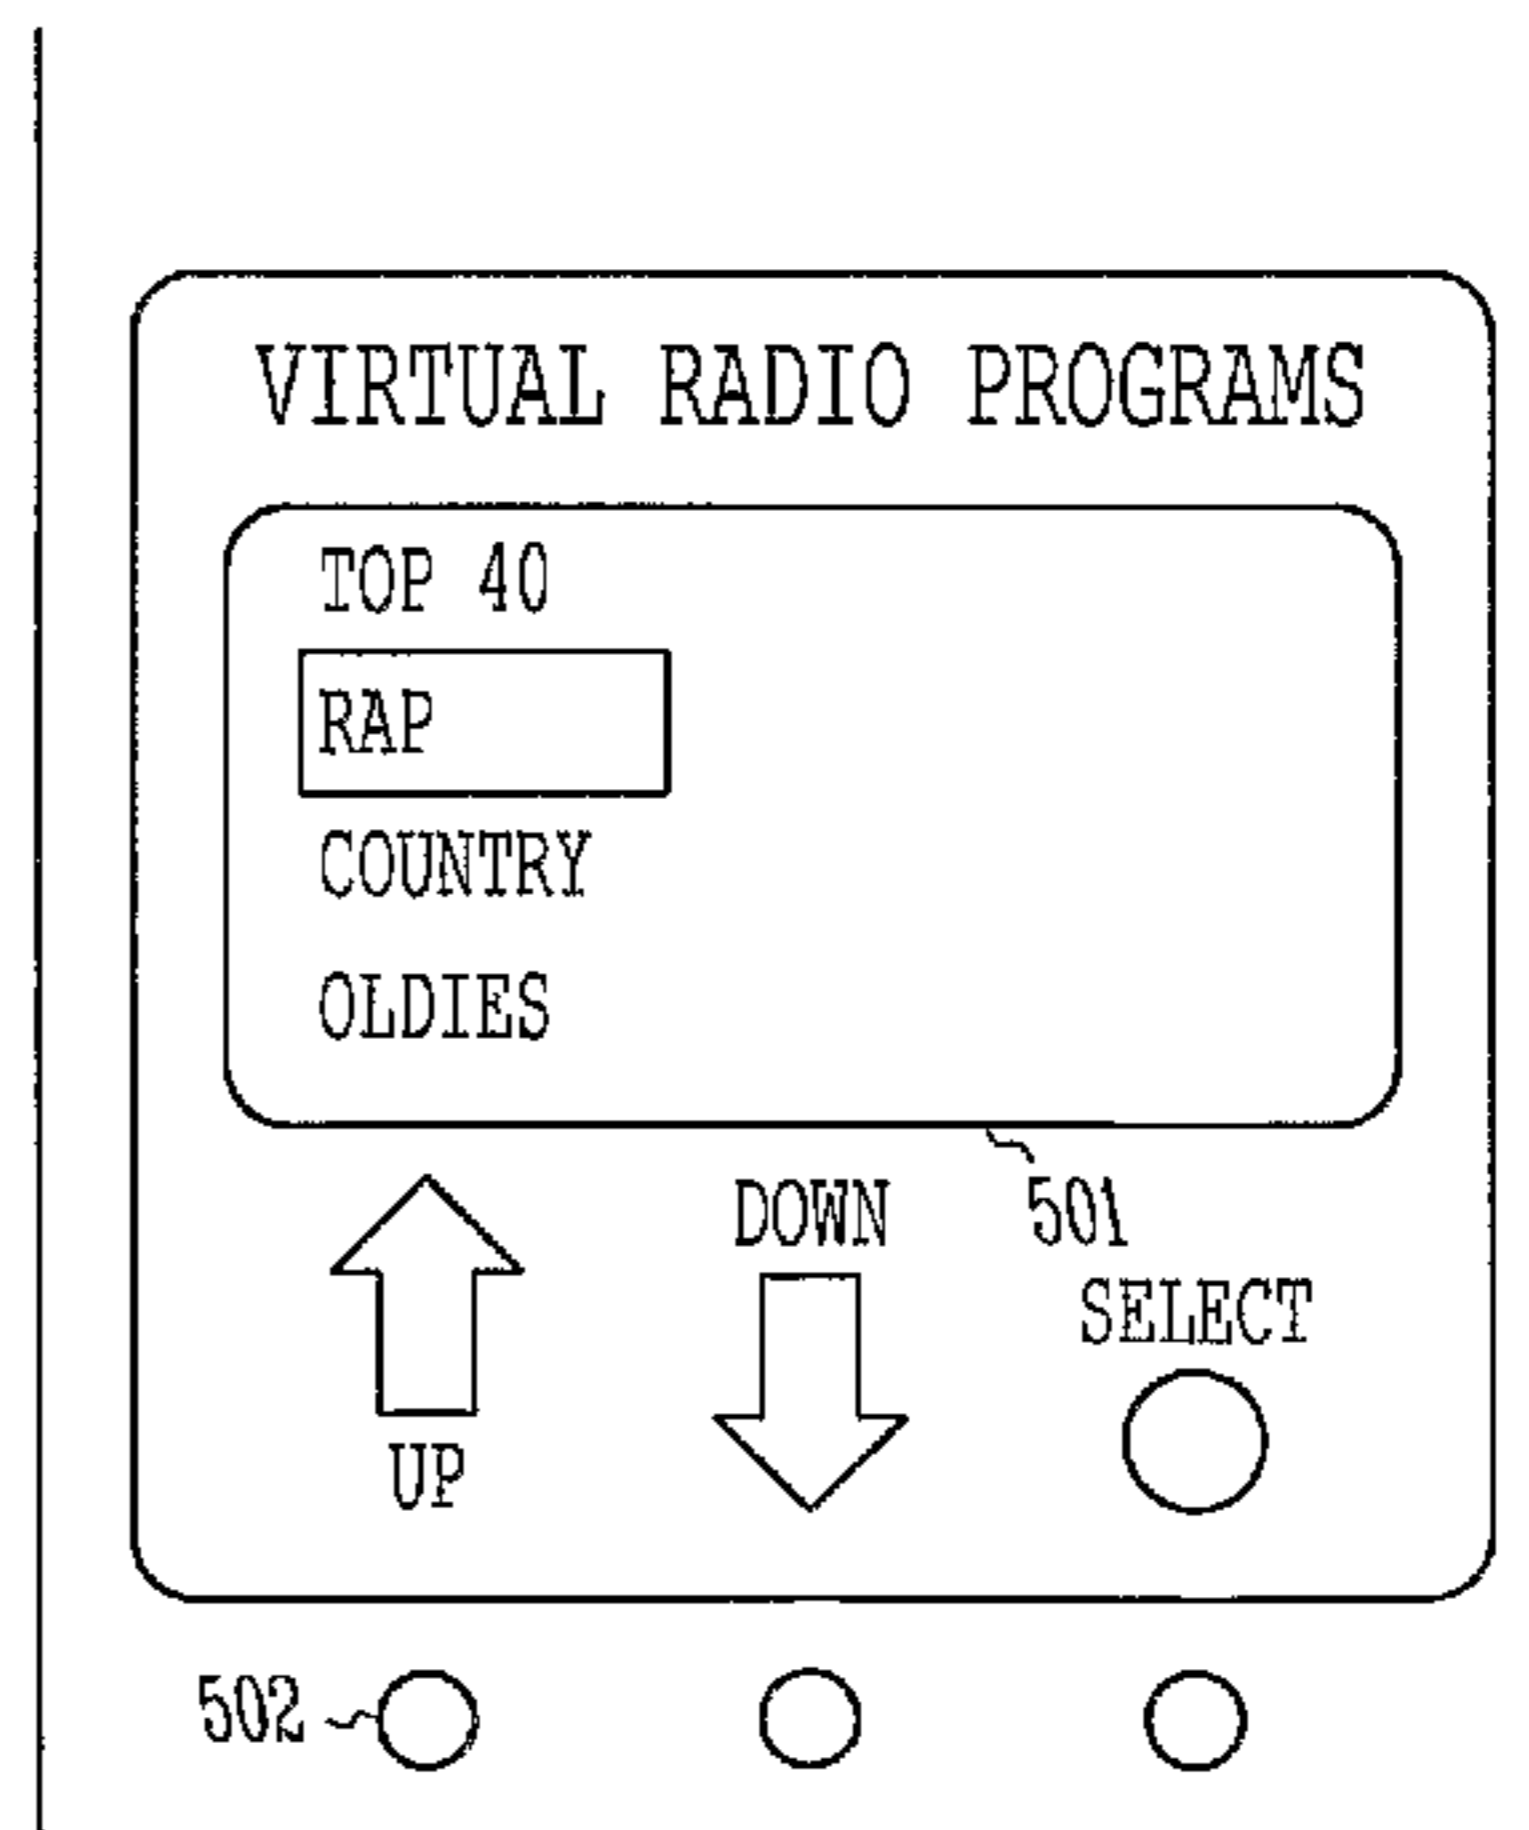 VIRTUAL RADIO PROGRAMS
TOP 40
RAP
COUNTRY
OLDIES
DOWN
501
SELECT
UP
502